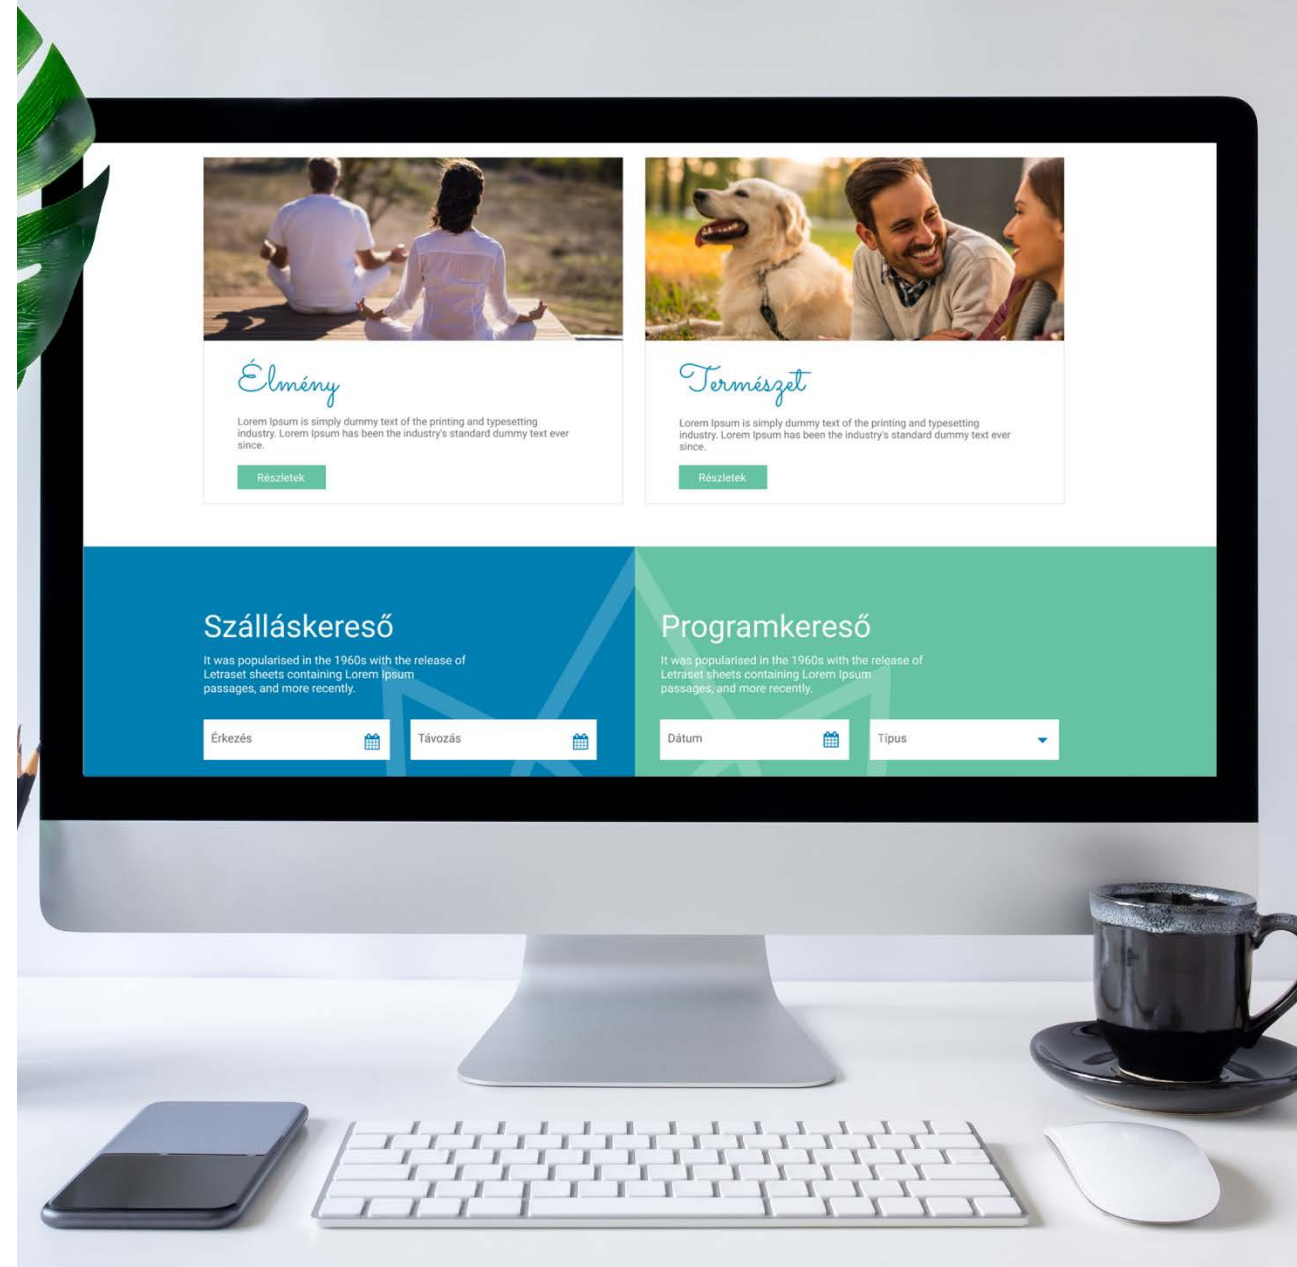 Élmény
Lorem Ipsum is simply dummy text of the printing and typesetting
industry. Lorem Ipsum has been the industry's standard dummy text ever
since.
Részletek
Természet
Lorem Ipsum is simply dummy text of the printing and typesetting
industry. Lorem Ipsum has been the industry's standard dummy text ever
since.
Részletek
Szálláskereső
It was popularised in the 1960s with the release of
Letraset sheets containing Lorem Ipsum
passages, and more recently.
Érkezés
Távozás
Programkereső
It was popularised in the 1960s with the release of
Letraset sheets containing Lorem Ipsum
passages, and more recently.
Dátum
Típus